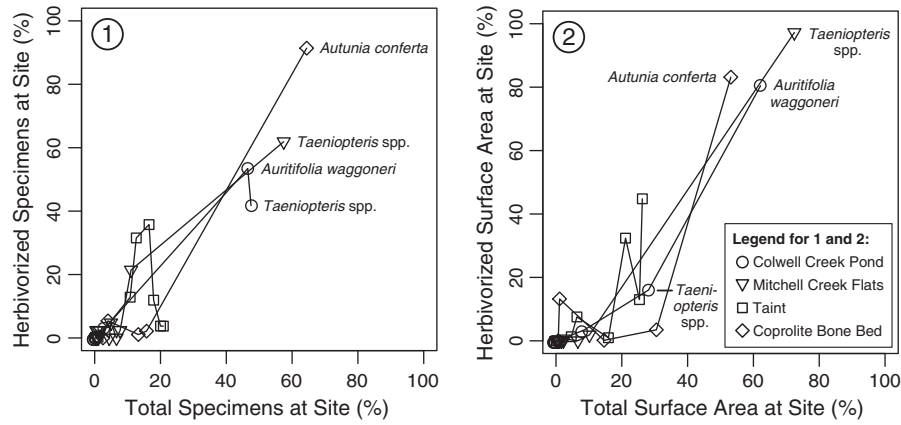 1
Herbivorized Specimens at Site (%)
0 20 40 60 80 100
Autunia conferta
Taeniopteris spp.
Auritifolia waggoneri
Taeniopteris spp.
0 20 40 60 80 100
Total Specimens at Site (%)
2
Herbivorized Surface Area at Site (%)
0 20 40 60 80 100
Taeniopteris
spp.
Autunia conferta
Auritifolia
waggoneri
Taeni-
opteris
spp.
Legend for 1 and 2:
Colwell Creek Pond
Mitchell Creek Flats
Taint
Coprolite Bone Bed
0 20 40 60 80 100
Total Surface Area at Site (%)